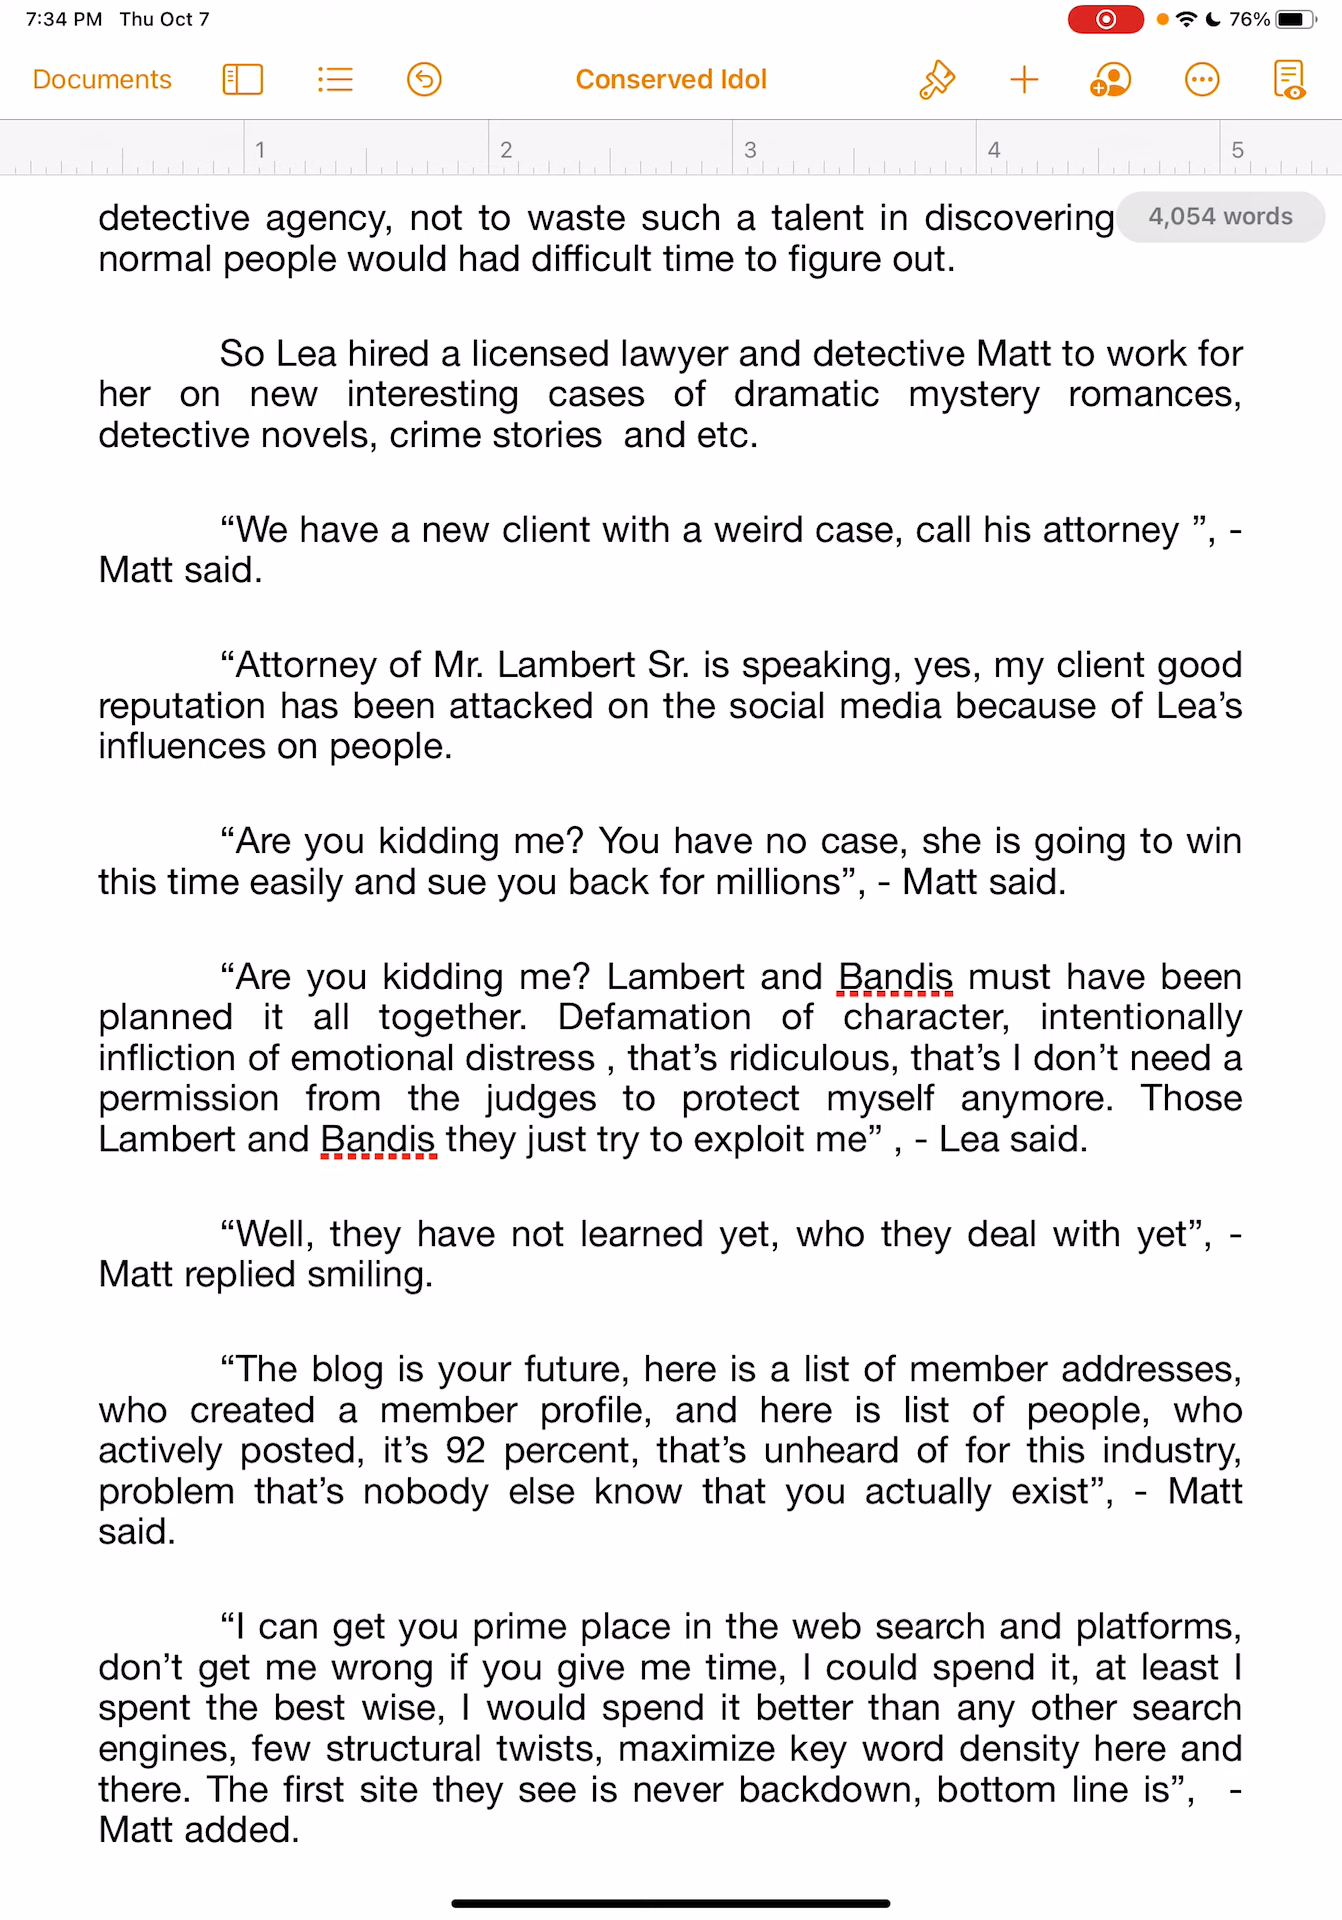 7:34 PM Thu Oct 7
76%
Documents
Conserved Idol
1 2 3 4 5
4,054 words
detective agency, not to waste such a talent in discovering
normal people would had difficult time to figure out.
So Lea hired a licensed lawyer and detective Matt to work for
her on new interesting cases of dramatic mystery romances,
detective novels, crime stories  and etc.
“We have a new client with a weird case, call his attorney ”, -
Matt said.
“Attorney of Mr. Lambert Sr. is speaking, yes, my client good
reputation has been attacked on the social media because of Lea’s
influences on people.
“Are you kidding me? You have no case, she is going to win
this time easily and sue you back for millions”, - Matt said.
“Are you kidding me? Lambert and Bandis must have been
planned it all together. Defamation of character, intentionally
infliction of emotional distress , that’s ridiculous, that’s I don’t need a
permission from the judges to protect myself anymore. Those
Lambert and Bandis they just try to exploit me” , - Lea said.
“Well, they have not learned yet, who they deal with yet”, -
Matt replied smiling.
“The blog is your future, here is a list of member addresses,
who created a member profile, and here is list of people, who
actively posted, it’s 92 percent, that’s unheard of for this industry,
problem that’s nobody else know that you actually exist”, - Matt
said.
“I can get you prime place in the web search and platforms,
don’t get me wrong if you give me time, I could spend it, at least I
spent the best wise, I would spend it better than any other search
engines, few structural twists, maximize key word density here and
there. The first site they see is never backdown, bottom line is”,  -
Matt added.